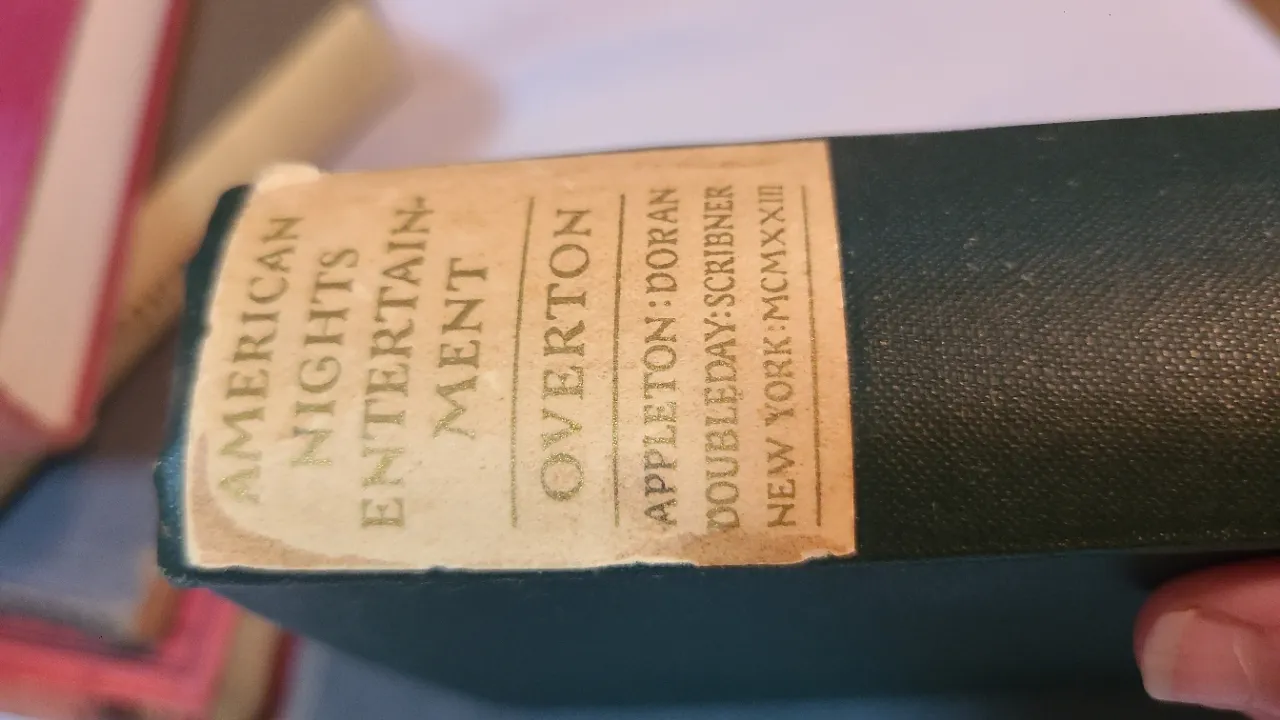 AMERICAN
NIGHTS
ENTERTAIN-
MENT
OVERTON
APPLETON:DORAN
DOUBLEDAY:SCRIBNER
NEW YORK:MCMXXIII